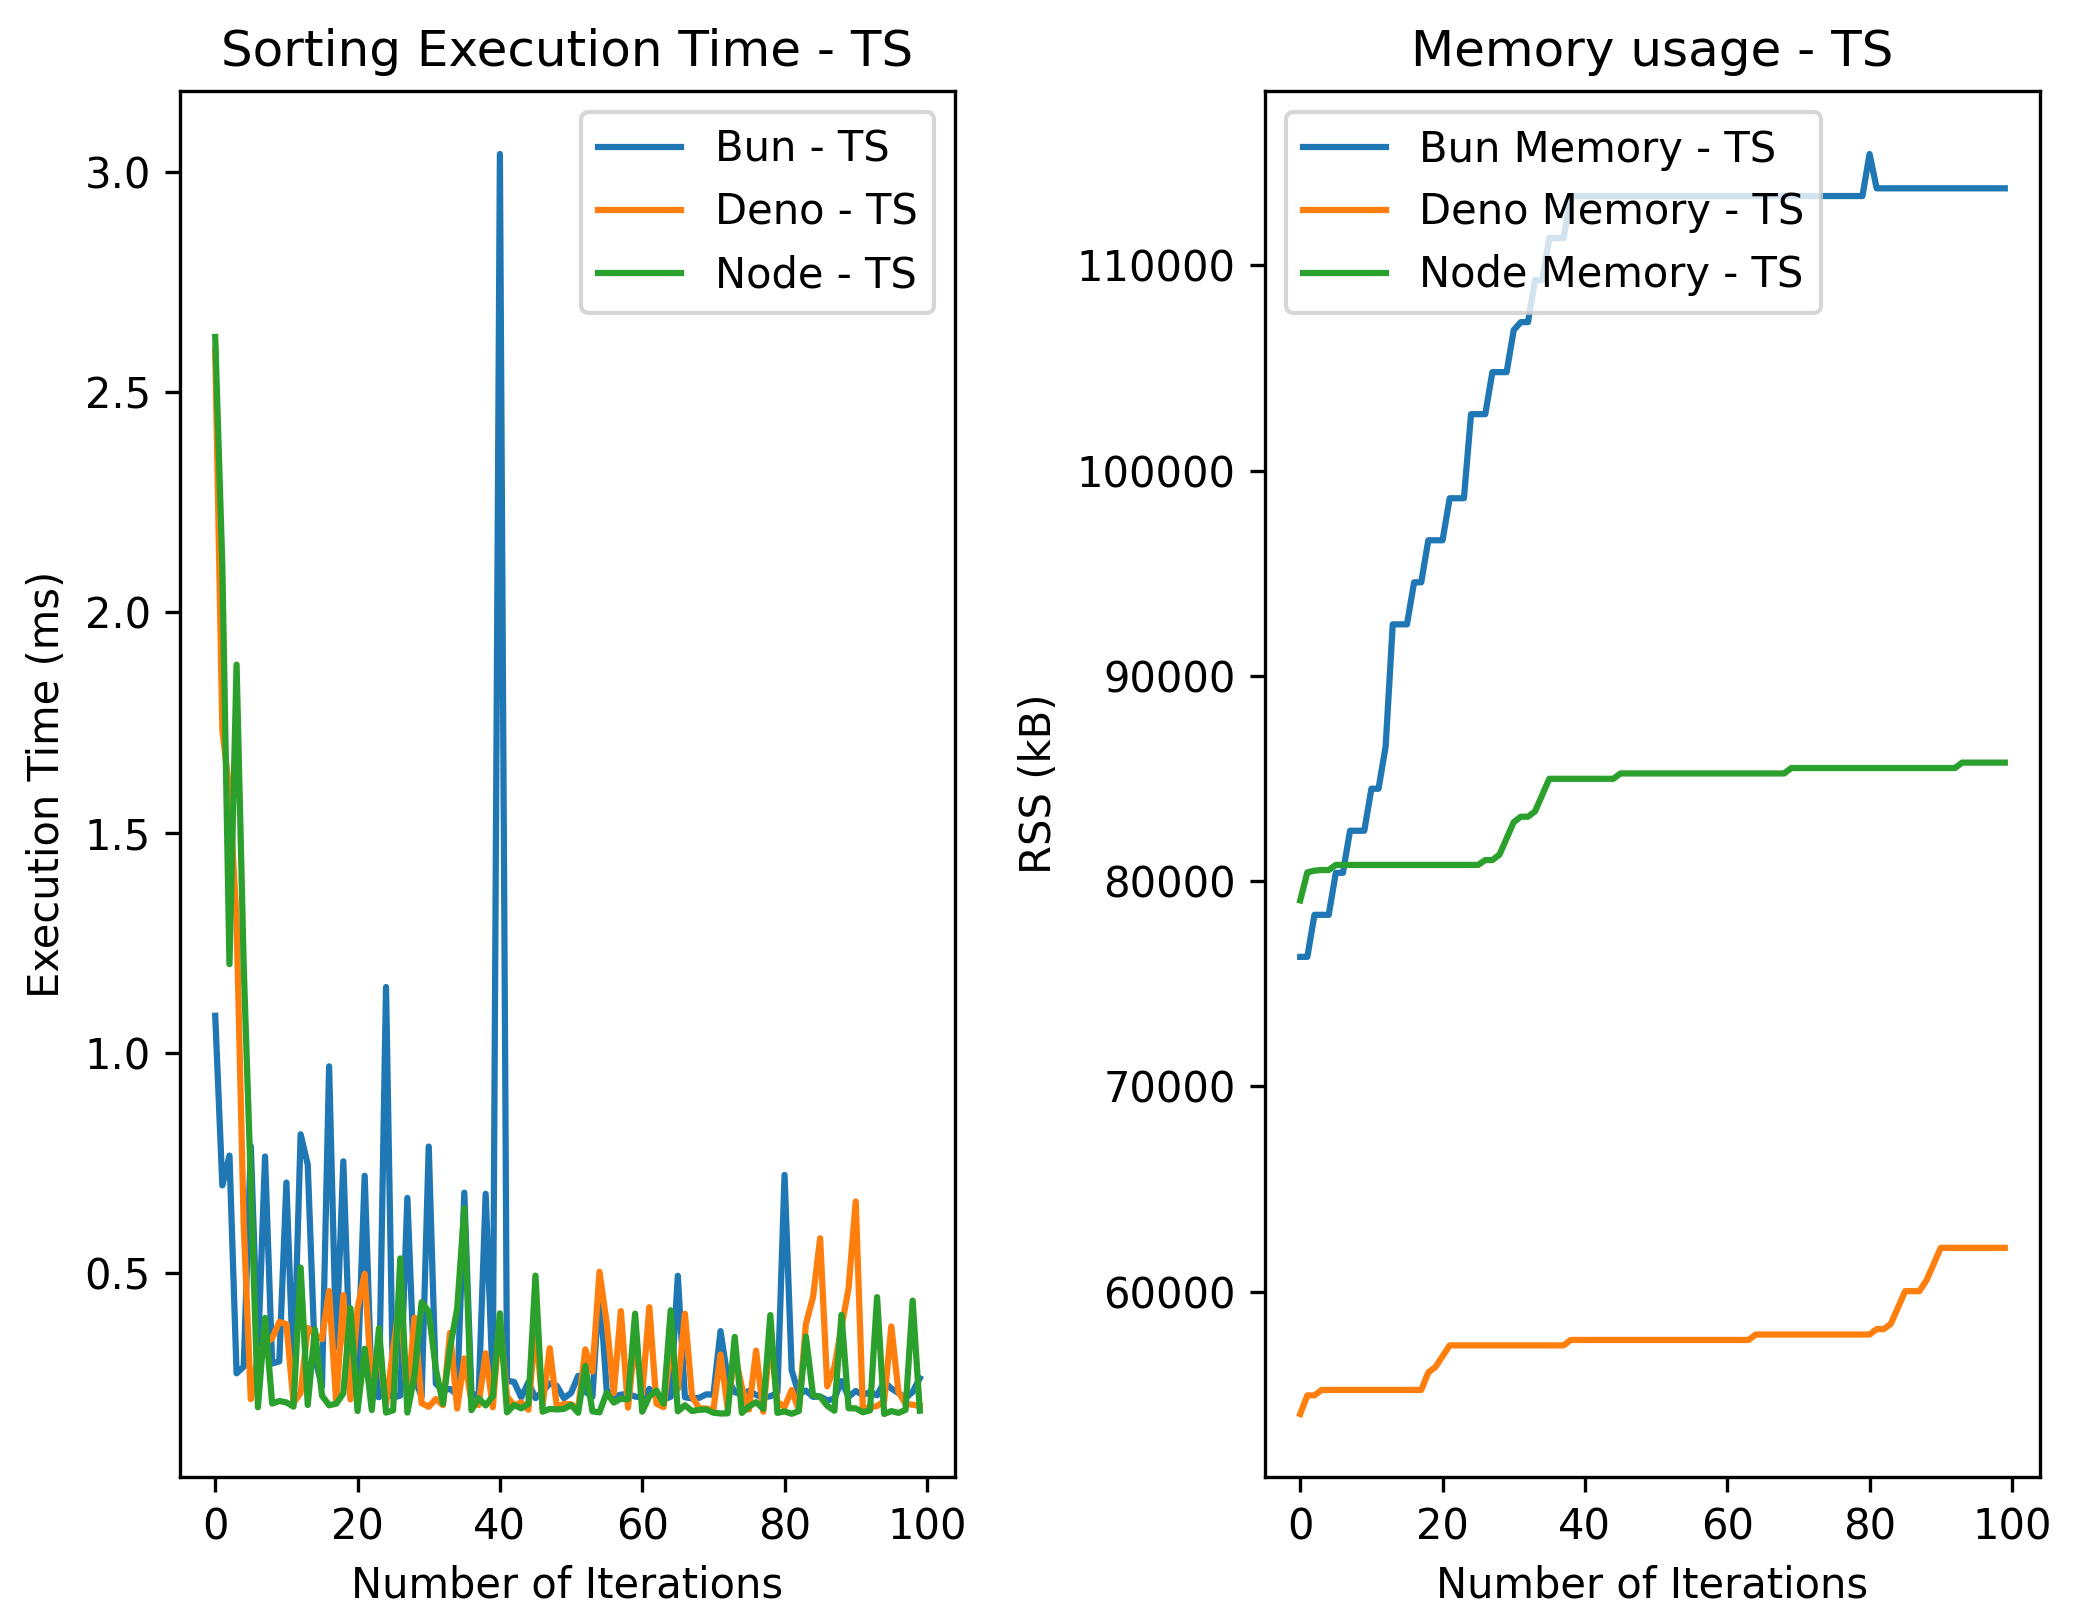 Sorting Execution Time - TS
Bun - TS
Deno - TS
Node - TS
3.0
2.5
2.0
1.5
1.0
0.5
Execution Time (ms)
0 20 40 60 80 100
Number of Iterations
Memory usage - TS
Bun Memory - TS
Deno Memory - TS
Node Memory - TS
110000
100000
90000
80000
70000
60000
RSS (kB)
0 20 40 60 80 100
Number of Iterations